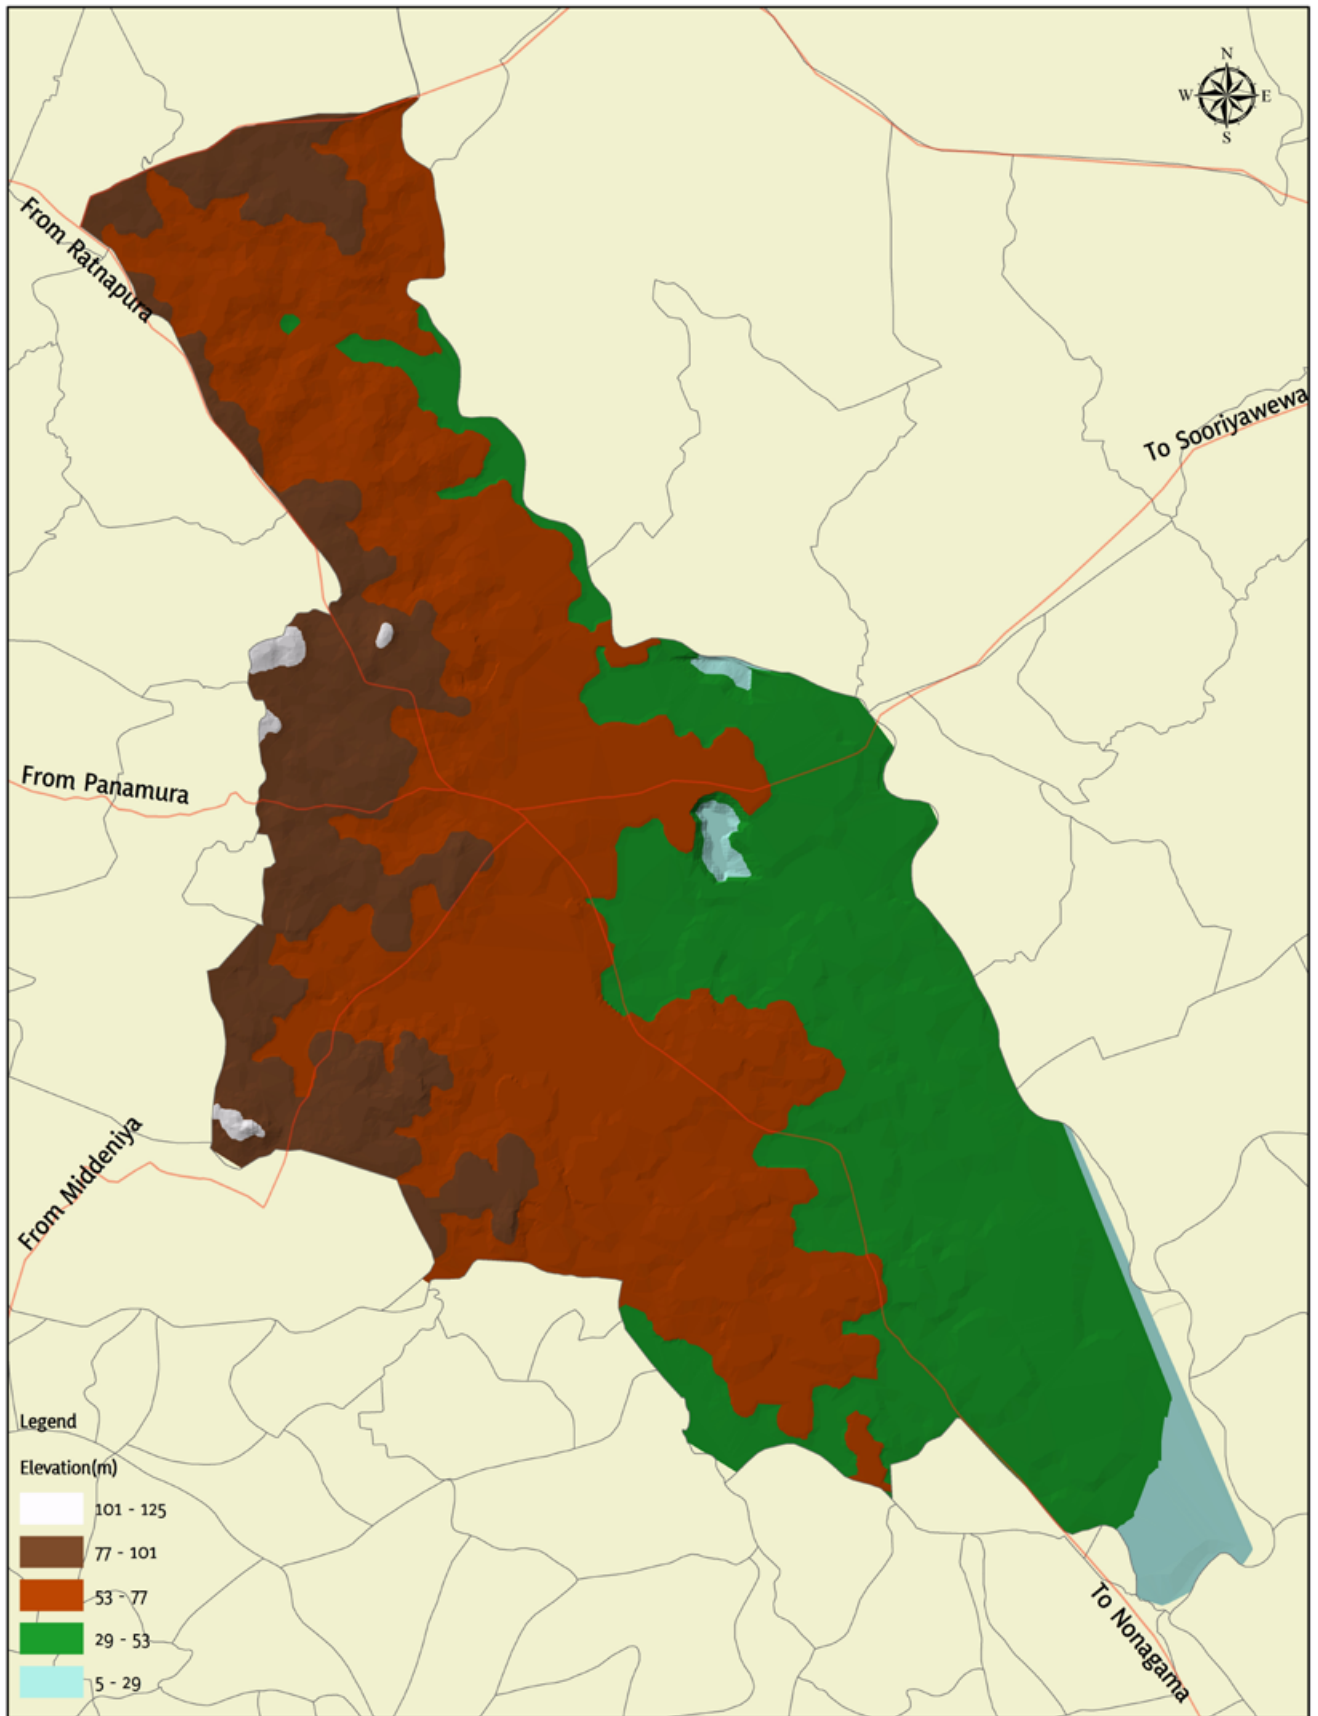 N
W E
S
From Ratnapura
To Sooriyawewa
From Panamura
From Middeniya
Legend
Elevation(m)
101 - 125
77 - 101
53 - 77
29 - 53
5 - 29
To Nonagama